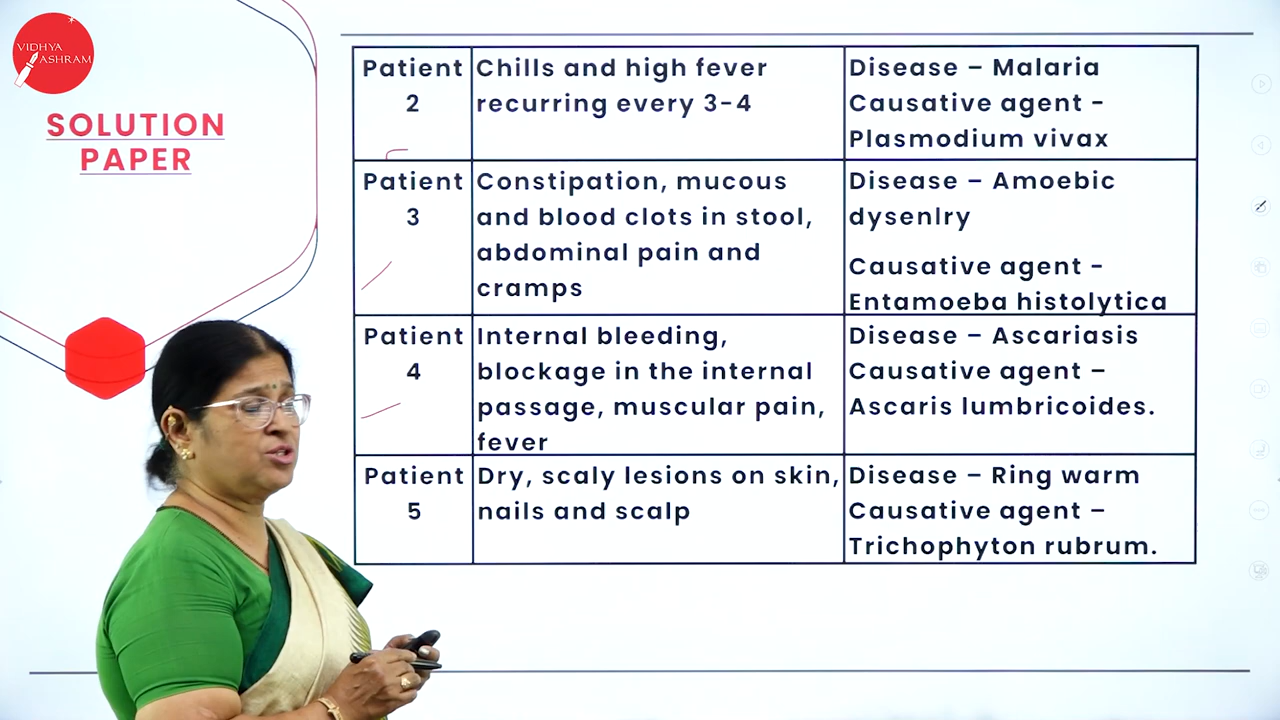 VIDHYA
ASHRAM
SOLUTION
PAPER
Patient
2
Chills and high fever
recurring every 3-4
Disease – Malaria
Causative agent -
Plasmodium vivax
Patient
3
Constipation, mucous
and blood clots in stool,
abdominal pain and
cramps
Disease – Amoebic
dysenlry
Causative agent -
Entamoeba histolytica
Patient
4
Internal bleeding,
blockage in the internal
passage, muscular pain,
fever
Disease – Ascariasis
Causative agent –
Ascaris lumbricoides.
Patient
5
Dry, scaly lesions on skin,
nails and scalp
Disease – Ring warm
Causative agent –
Trichophyton rubrum.